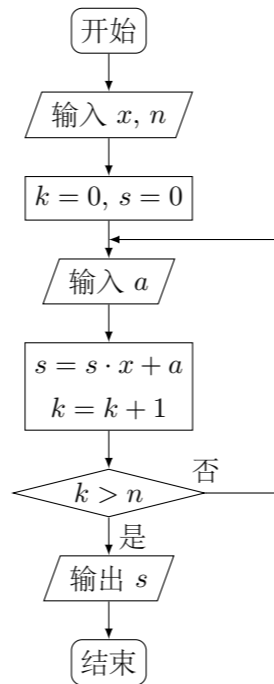 开始
输入 x, n
k = 0, s = 0
输入 a
s = s · x + a
k = k + 1
k > n
否
是
输出 s
结束